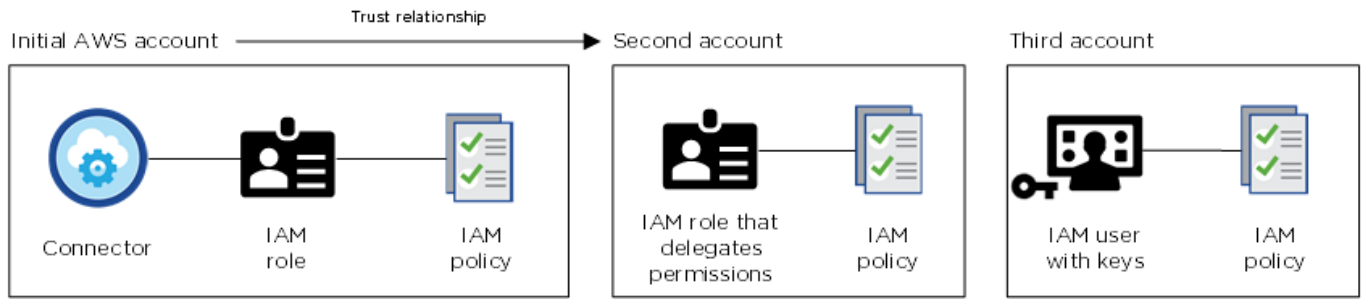 Trust relationship
Initial AWS account
Second account
Third account
Connector
IAM
role
IAM
policy
IAM role that
delegates
permissions
IAM
policy
IAM user
with keys
IAM
policy